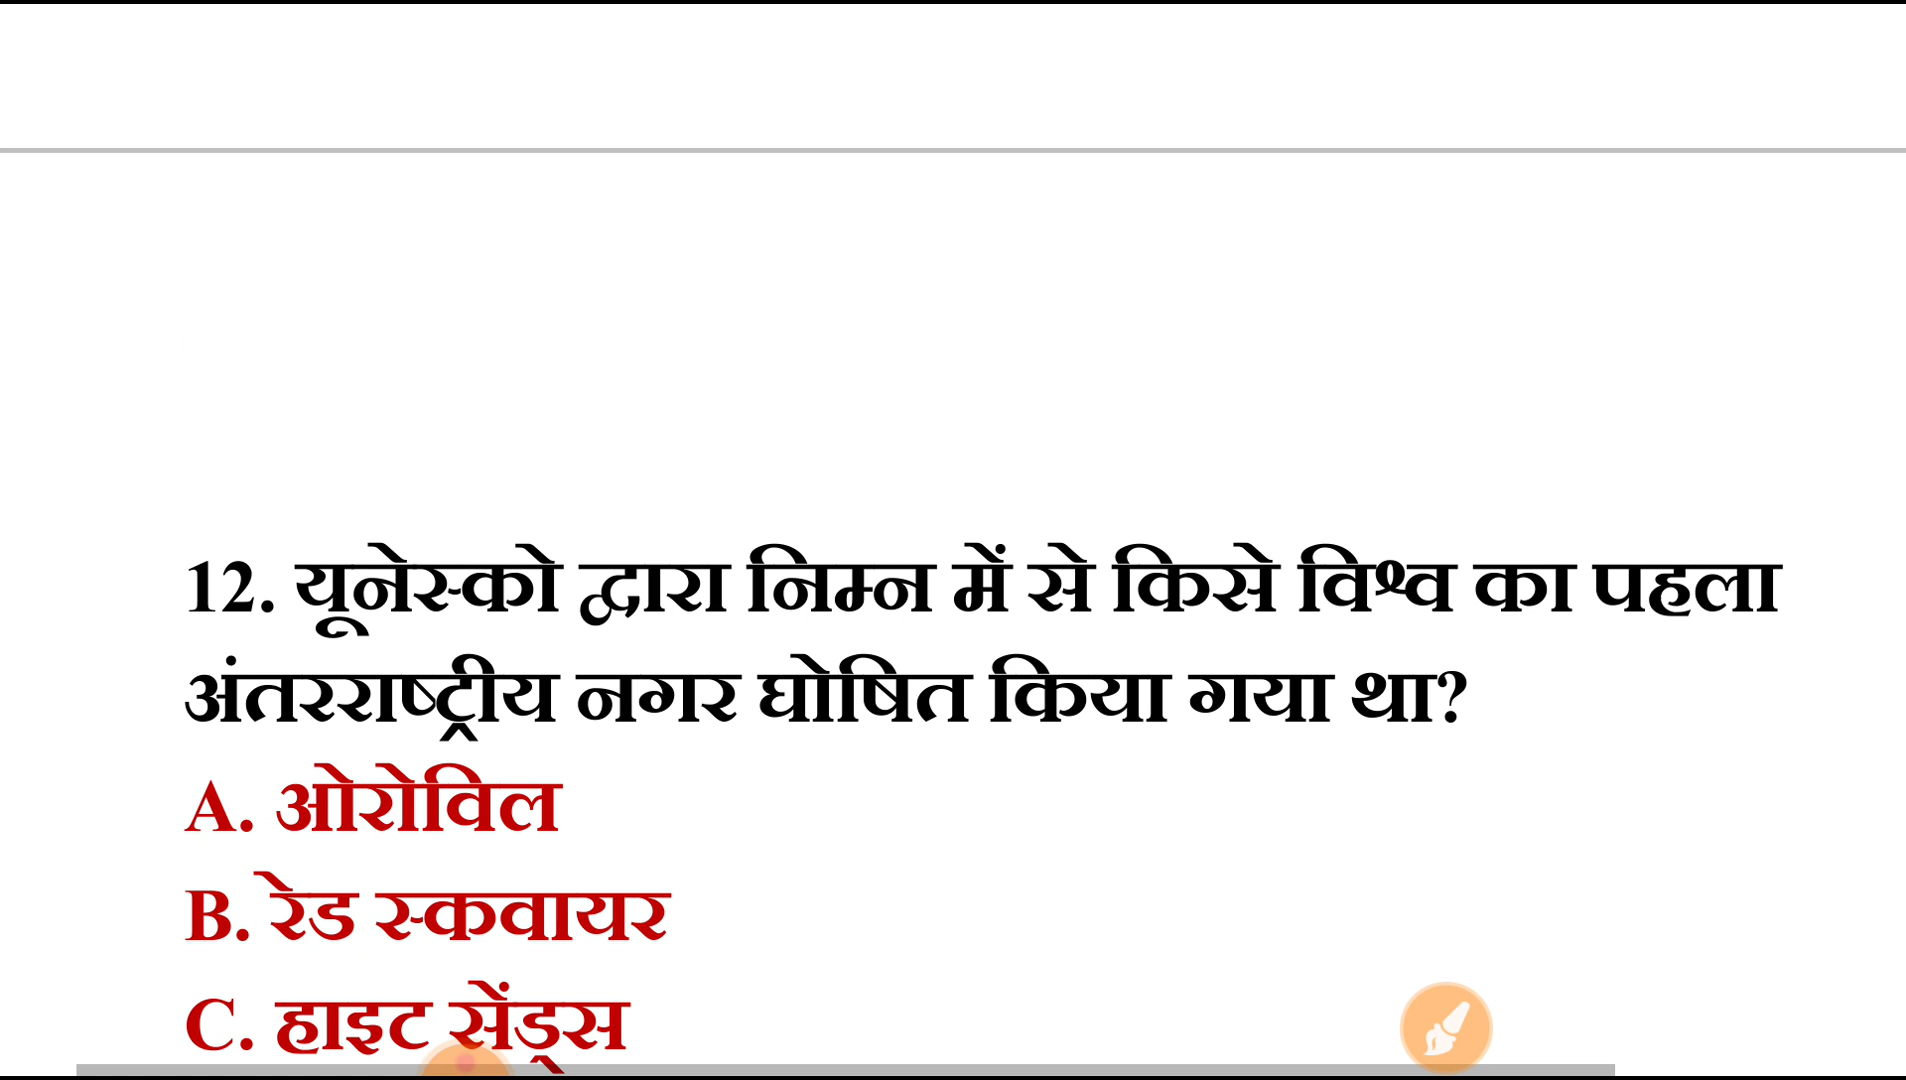 12. यूनेस्को द्वारा निम्न में से किसे विश्व का पहला
अंतरराष्ट्रीय नगर घोषित किया गया था?
A. ओरोविल
B. रेड स्कवायर
C. हाइट सेंड्स